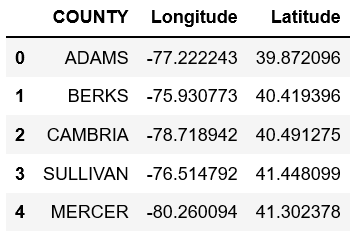 COUNTY Longitude Latitude
0 ADAMS -77.222243 39.872096
1 BERKS -75.930773 40.419396
2 CAMBRIA -78.718942 40.491275
3 SULLIVAN -76.514792 41.448099
4 MERCER -80.260094 41.302378